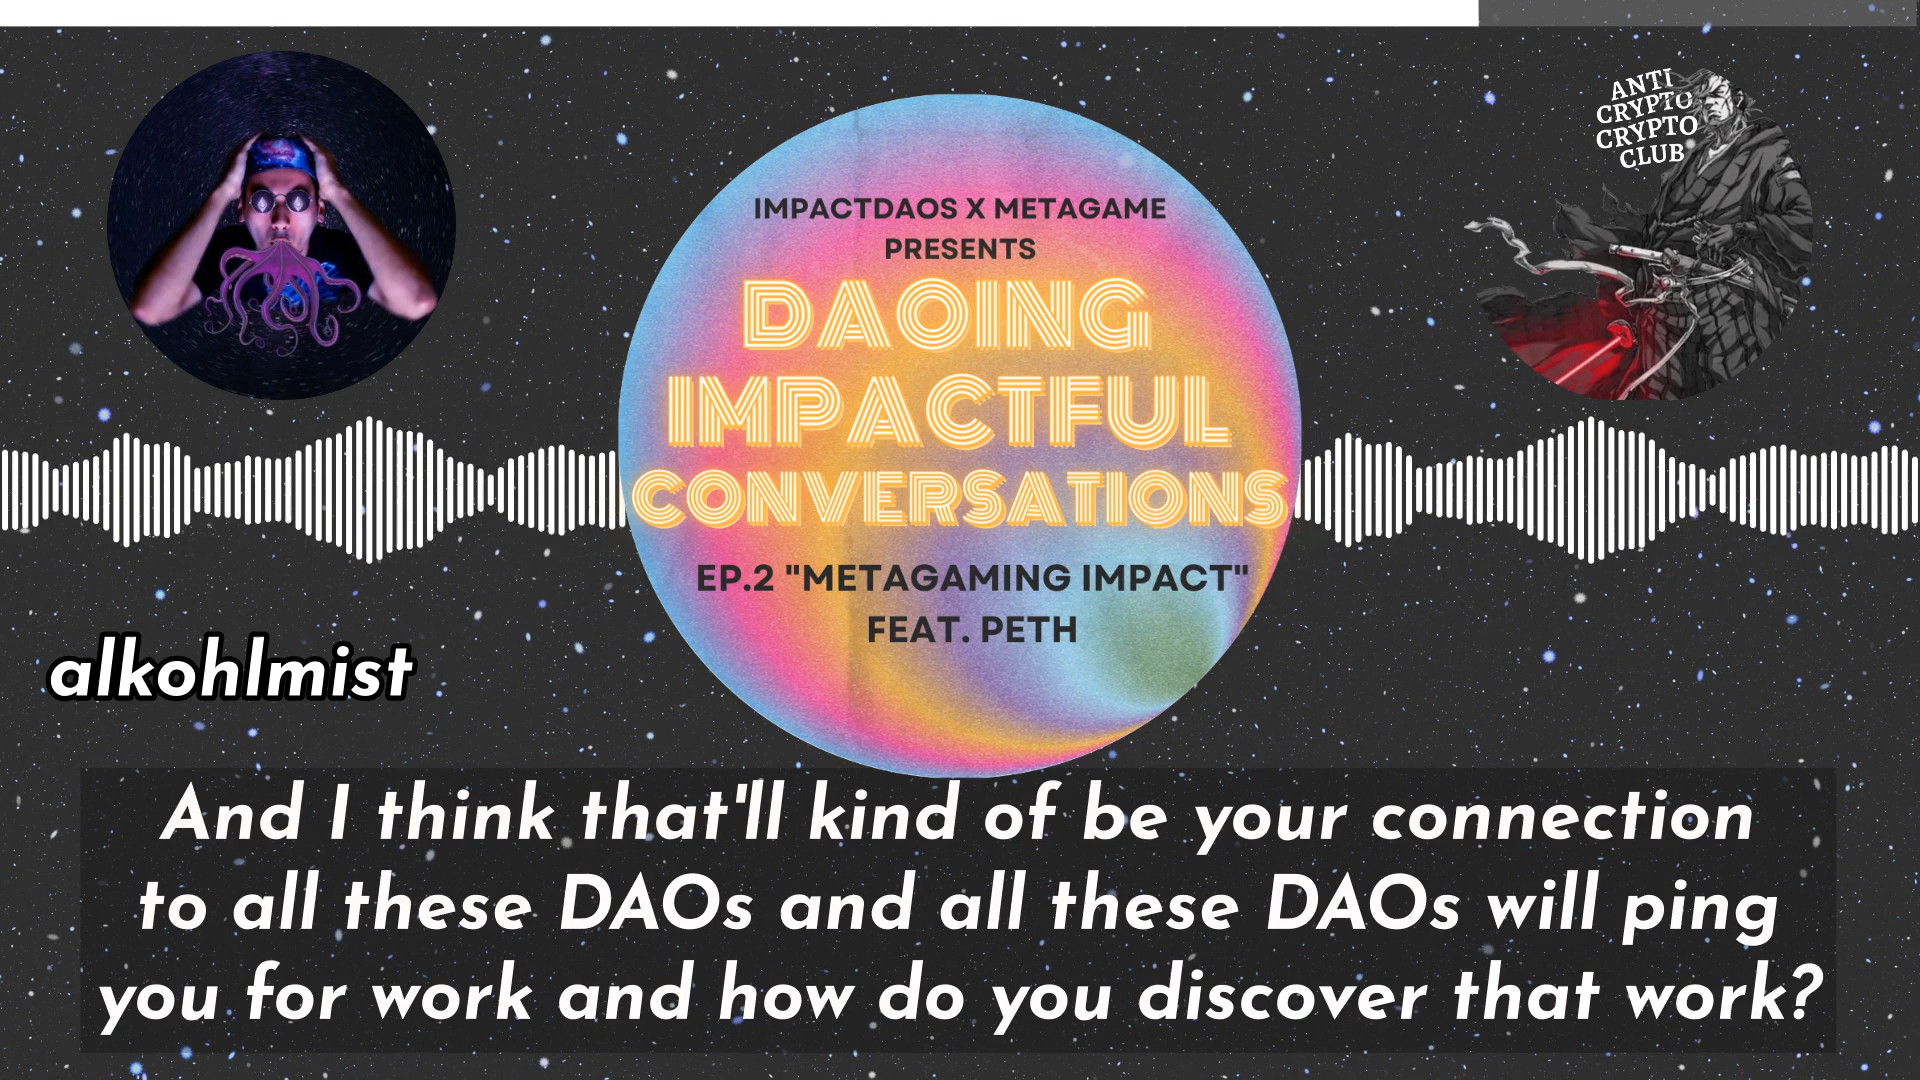 ANTI
CRYPTO
CRYPTO
CLUB
IMPACTDAOS X METAGAME
PRESENTS
DAOING
IMPACTFUL
CONVERSATIONS
EP.2 "METAGAMING IMPACT"
FEAT. PETH
alkohlmist
And I think that'll kind of be your connection
to all these DAOs and all these DAOs will ping
you for work and how do you discover that work?